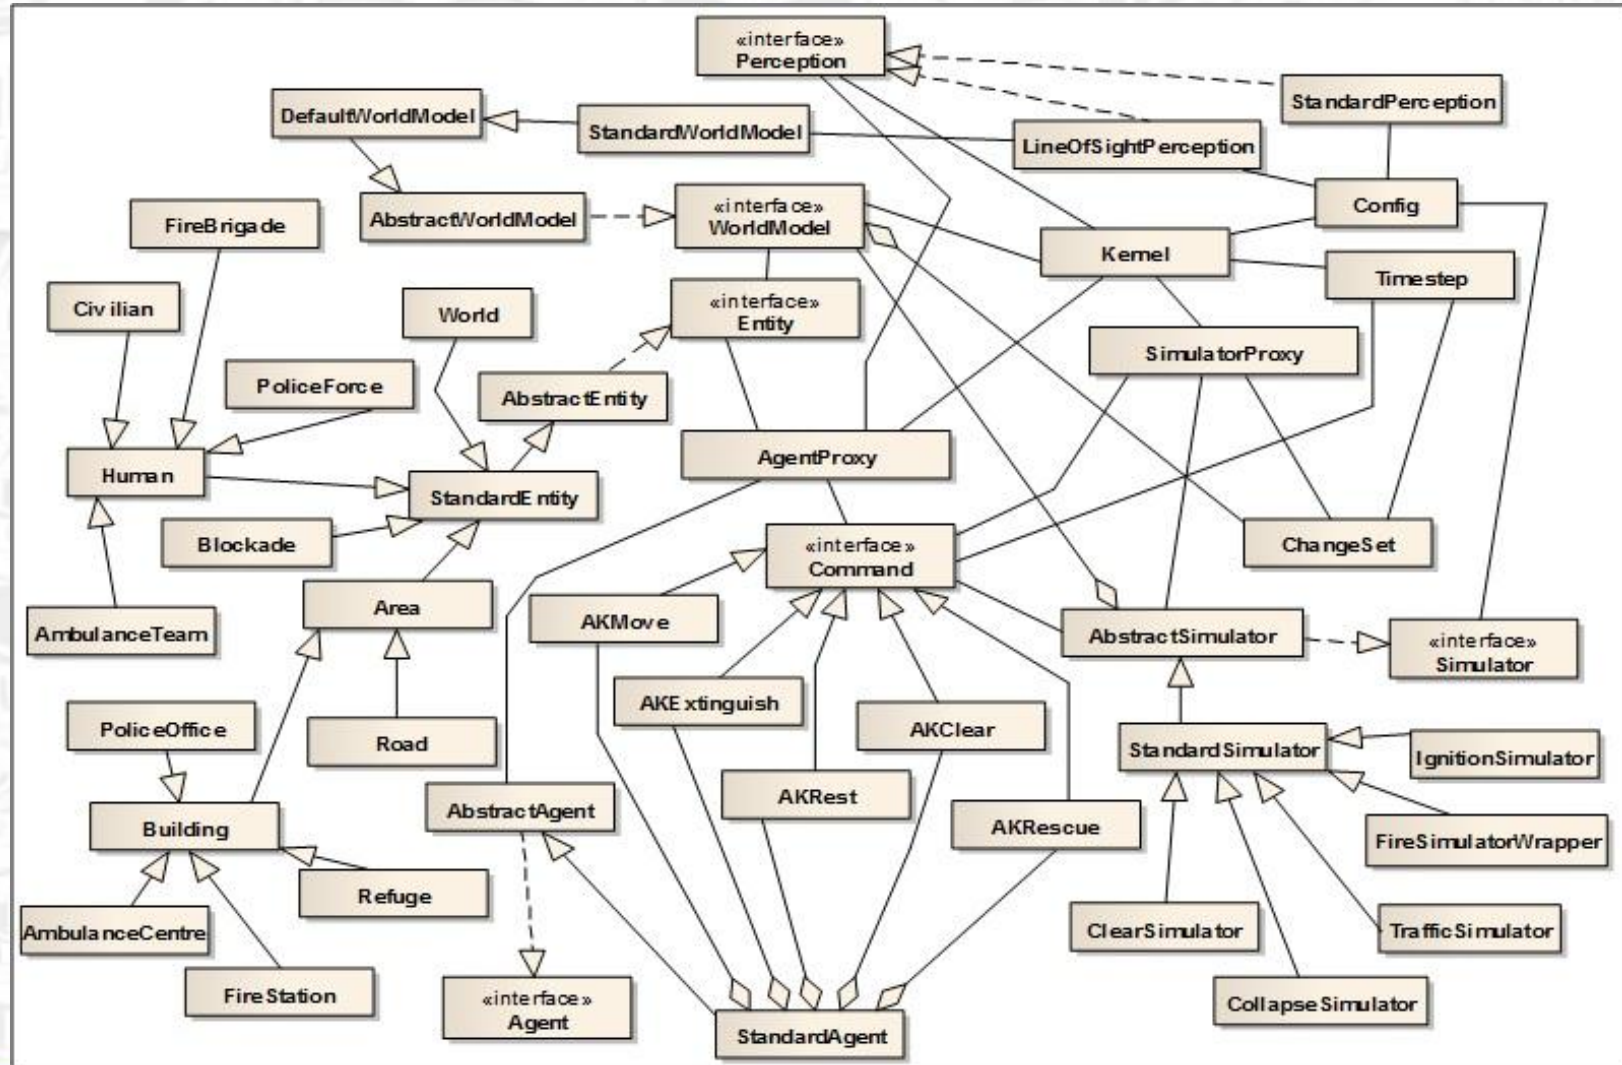 «interface»
Perception
StandardPerception
DefaultWorldModel
StandardWorldModel
LineOfSightPerception
Config
AbstractWorldModel
«interface»
WorldModel
FireBrigade
Kernel
Timestep
Civilian
World
«interface»
Entity
SimulatorProxy
PoliceForce
AbstractEntity
AgentProxy
Human
StandardEntity
Blockade
«interface»
Command
ChangeSet
Area
AKMove
AmbulanceTeam
AbstractSimulator
«interface»
Simulator
AKExtinguish
AKClear
PoliceOffice
Road
StandardSimulator
IgnitionSimulator
AKRest
AbstractAgent
Building
AKRescue
FireSimulatorWrapper
Refuge
AmbulanceCentre
ClearSimulator
TrafficSimulator
FireStation
«interface»
Agent
CollapseSimulator
StandardAgent